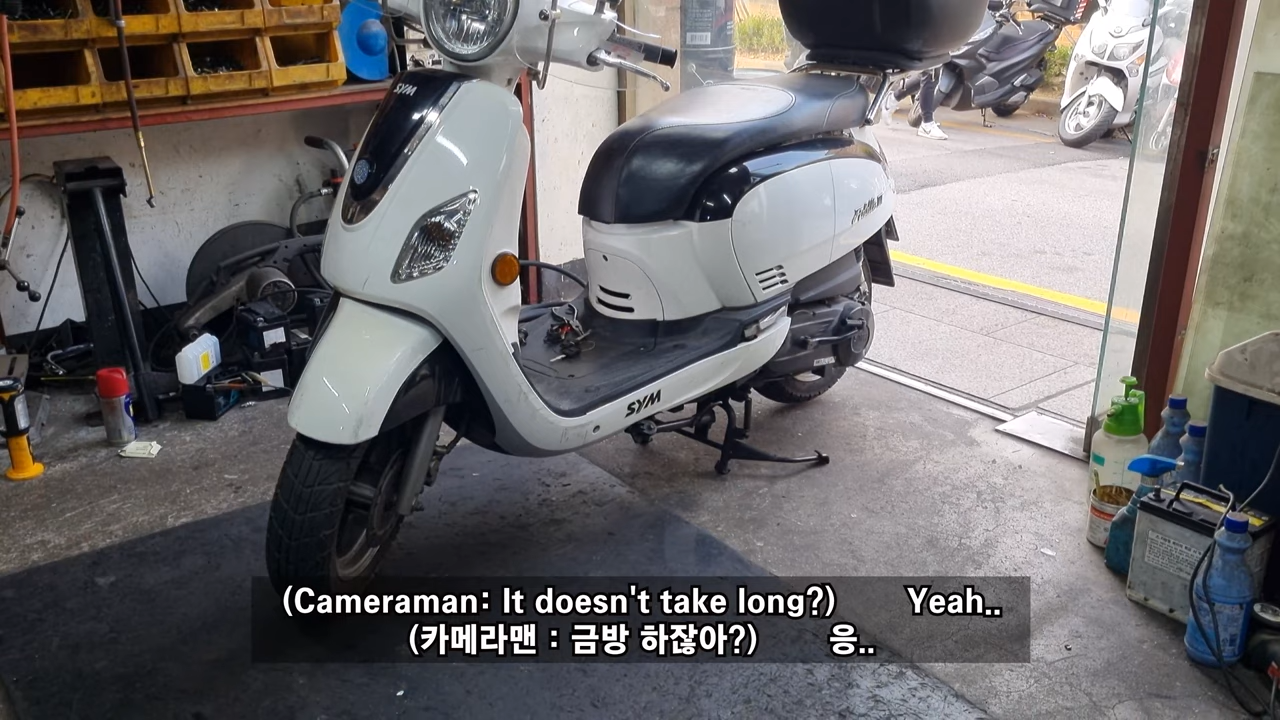 SYM
SYM
(Cameraman: It doesn't take long?) Yeah..
(카메라맨 : 금방 하잖아?) 응..